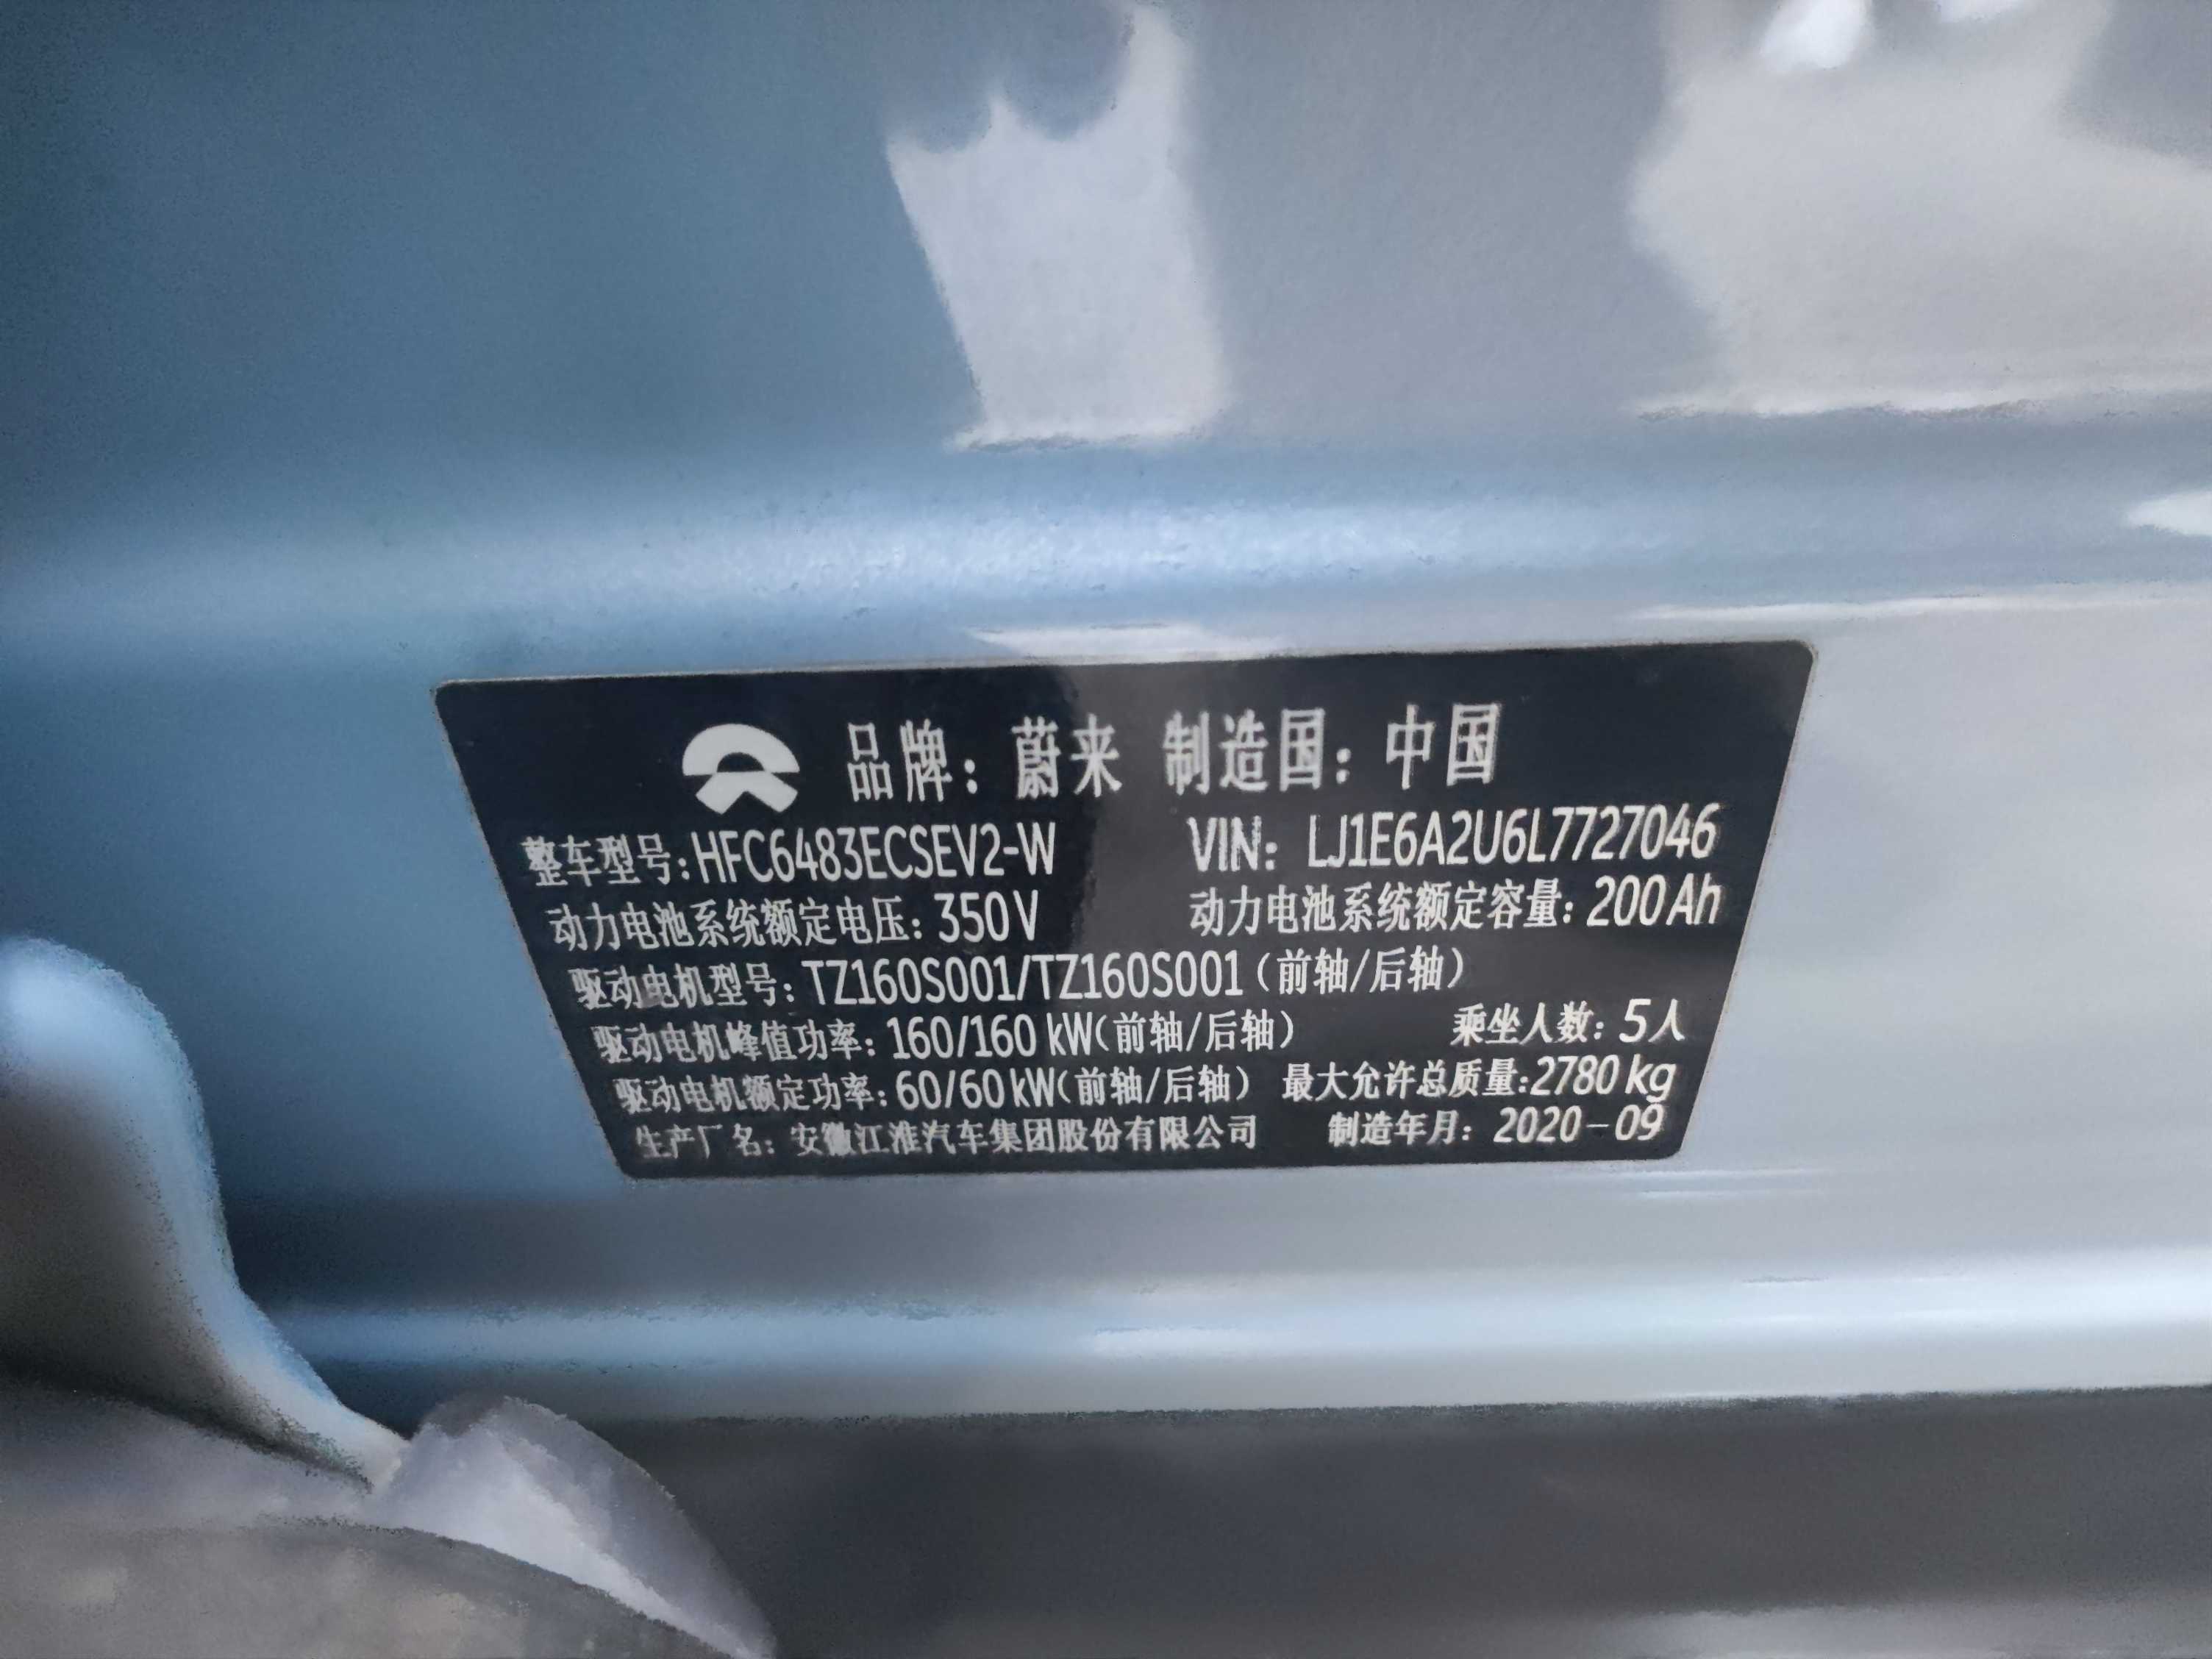 品牌：蔚来 制造国：中国
整车型号：HFC6483ECSEV2-W VIN：LJ1E6A2U6L7727046
动力电池系统额定电压：350V 动力电池系统额定容量：200Ah
驱动电机型号：TZ160S001/TZ160S001（前轴/后轴）
驱动电机峰值功率：160/160 kW（前轴/后轴） 乘坐人数：5人
驱动电机额定功率：60/60kW（前轴/后轴） 最大允许总质量：2780 kg
生产厂名：安徽江淮汽车集团股份有限公司 制造年月：2020-09